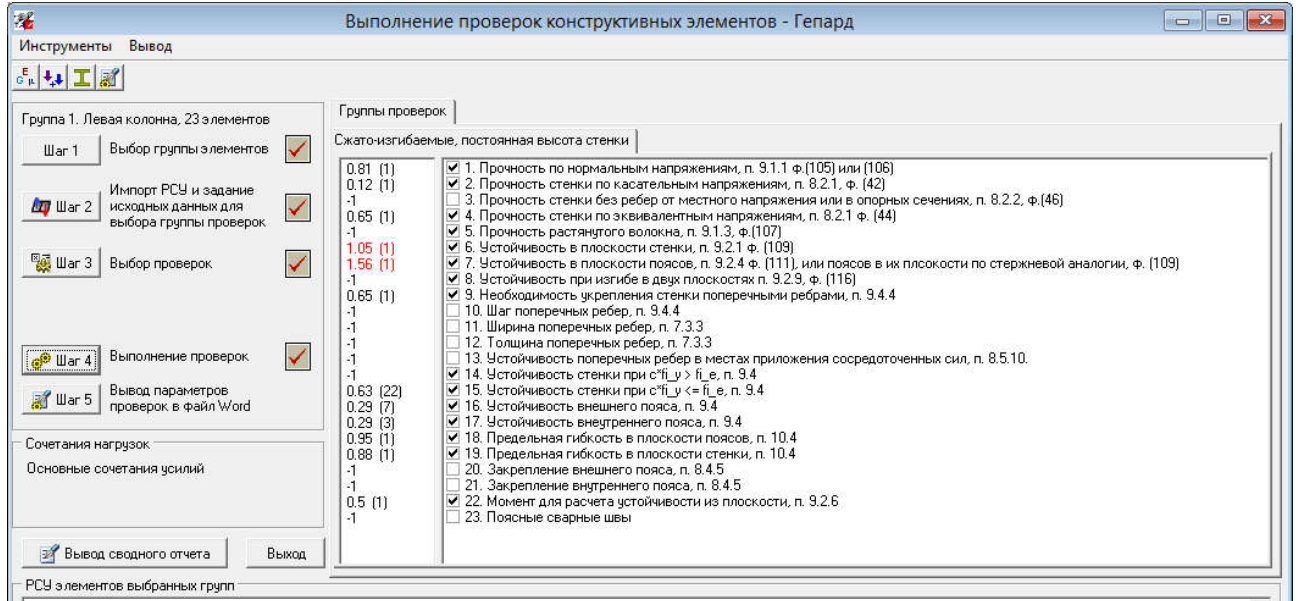 Выполнение проверок конструктивных элементов - Гепард
Инструменты Вывод
Группа 1. Левая колонна, 23 элементов
Шаг 1 Выбор группы элементов
Шаг 2 Импорт РСУ и задание
исходных данных для
выбора группы проверок
Шаг 3 Выбор проверок
Шаг 4 Выполнение проверок
Шаг 5 Вывод параметров
проверок в файл Word
Сочетания нагрузок
Основные сочетания усилий
Вывод сводного отчета Выход
Группы проверок
Сжато-изгибаемые, постоянная высота стенки
0.81 (1) 1. Прочность по нормальным напряжениям, п. 9.1.1 ф.(105) или (106)
0.12 (1) 2. Прочность стенки по касательным напряжениям, п. 8.2.1, ф. (42)
-1 3. Прочность стенки без ребер от местного напряжения или в опорных сечениях, п. 8.2.2, ф.(46)
0.65 (1) 4. Прочность стенки по эквивалентным напряжениям, п. 8.2.1 ф. (44)
-1 5. Прочность растянутого волокна, п. 9.1.3, ф.(107)
1.05 (1) 6. Устойчивость в плоскости стенки, п. 9.2.1 ф. (109)
1.56 (1) 7. Устойчивость в плоскости поясов, п. 9.2.4 ф. (111), или поясов в их плсокости по стержневой аналогии, ф. (109)
-1 8. Устойчивость при изгибе в двух плоскостях п. 9.2.9, ф. (116)
0.65 (1) 9. Необходимость укрепления стенки поперечными ребрами, п. 9.4.4
-1 10. Шаг поперечных ребер, п. 9.4.4
-1 11. Ширина поперечных ребер, п. 7.3.3
-1 12. Толщина поперечных ребер, п. 7.3.3
-1 13. Устойчивость поперечных ребер в местах приложения сосредоточенных сил, п. 8.5.10.
-1 14. Устойчивость стенки при c*fi_y > fi_e, п. 9.4
0.63 (22) 15. Устойчивость стенки при c*fi_y <= fi_e, п. 9.4
0.29 (7) 16. Устойчивость внешнего пояса, п. 9.4
0.29 (3) 17. Устойчивость внеутреннего пояса, п. 9.4
0.95 (1) 18. Предельная гибкость в плоскости поясов, п. 10.4
0.88 (1) 19. Предельная гибкость в плоскости стенки, п. 10.4
-1 20. Закрепление внешнего пояса, п. 8.4.5
-1 21. Закрепление внутреннего пояса, п. 8.4.5
0.5 (1) 22. Момент для расчета устойчивости из плоскости, п. 9.2.6
-1 23. Поясные сварные швы
РСУ элементов выбранных групп